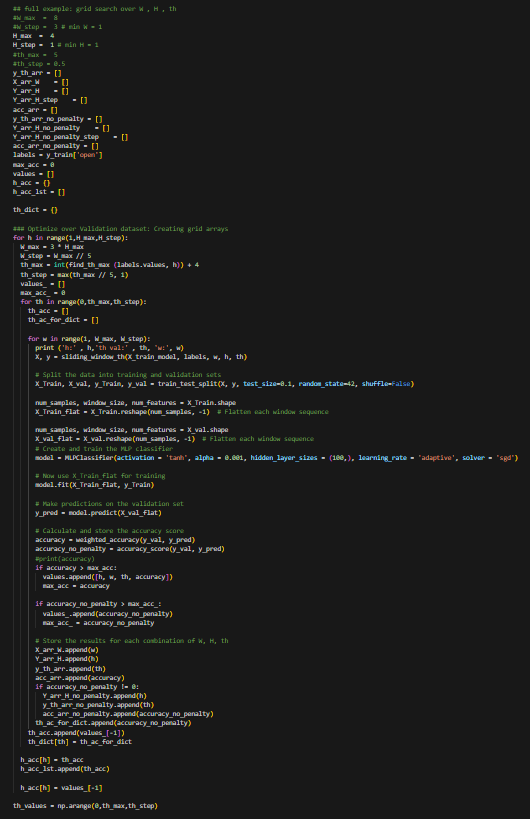 ## full example: grid search over W , H , th
#W_max  =  8
#W_step =  3 # min W = 1
H_max  =  4
H_step =  1 # min H = 1
#th_max =  5
#th_step = 0.5
y_th_arr = []
X_arr_W    = []
Y_arr_H    = []
Y_arr_H_step    = []
acc_arr = []
y_th_arr_no_penalty = []
Y_arr_H_no_penalty    = []
Y_arr_H_no_penalty_step    = []
acc_arr_no_penalty = []
labels = y_train['open']
max_acc = 0
values = []
h_acc = {}
h_acc_lst = []
th_dict = {}
### Optimize over Validation dataset: Creating grid arrays
for h in range(1,H_max,H_step):
  W_max = 3 * H_max
  W_step = W_max // 5
  th_max = int(find_th_max (labels.values, h)) + 4
  th_step = max(th_max // 5, 1)
  values_ = []
  max_acc_ = 0
  for th in range(0,th_max,th_step):
    th_acc = []
    th_ac_for_dict = []
    for w in range(1, W_max, W_step):
      print ('h:' , h,'th val:' , th, 'w:', w)
      X, y = sliding_window_th(X_train_model, labels, w, h, th)
      # Split the data into training and validation sets
      X_Train, X_val, y_Train, y_val = train_test_split(X, y, test_size=0.1, random_state=42, shuffle=False)
      num_samples, window_size, num_features = X_Train.shape
      X_Train_flat = X_Train.reshape(num_samples, -1)  # Flatten each window sequence
      num_samples, window_size, num_features = X_val.shape
      X_val_flat = X_val.reshape(num_samples, -1)  # Flatten each window sequence
      # Create and train the MLP classifier
      model = MLPClassifier(activation = 'tanh', alpha = 0.001, hidden_layer_sizes = (100,), learning_rate = 'adaptive', solver = 'sgd')
      # Now use X_Train_flat for training
      model.fit(X_Train_flat, y_Train)
      # Make predictions on the validation set
      y_pred = model.predict(X_val_flat)
      # Calculate and store the accuracy score
      accuracy = weighted_accuracy(y_val, y_pred)
      accuracy_no_penalty = accuracy_score(y_val, y_pred)
      #print(accuracy)
      if accuracy > max_acc:
        values.append([h, w, th, accuracy])
        max_acc = accuracy
      if accuracy_no_penalty > max_acc_:
        values_.append(accuracy_no_penalty)
        max_acc_ = accuracy_no_penalty
      # Store the results for each combination of W, H, th
      X_arr_W.append(w)
      Y_arr_H.append(h)
      y_th_arr.append(th)
      acc_arr.append(accuracy)
      if accuracy_no_penalty != 0:
        Y_arr_H_no_penalty.append(h)
        y_th_arr_no_penalty.append(th)
        acc_arr_no_penalty.append(accuracy_no_penalty)
      th_ac_for_dict.append(accuracy_no_penalty)
    th_acc.append(values_[-1])
    th_dict[th] = th_ac_for_dict
  h_acc[h] = th_acc
  h_acc_lst.append(th_acc)
  h_acc[h] = values_[-1]
th_values = np.arange(0,th_max,th_step)